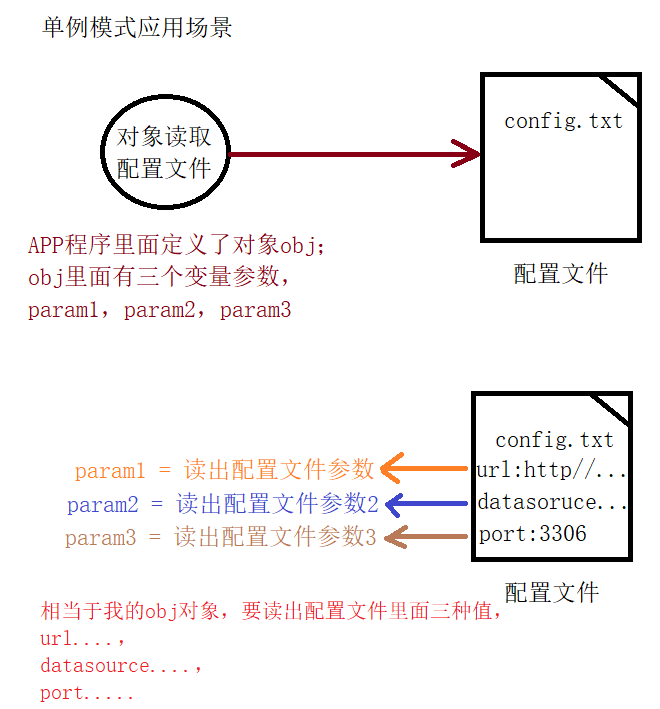 单例模式应用场景
对象读取
配置文件
config.txt
APP程序里面定义了对象obj;
obj里面有三个变量参数，
param1，param2，param3
配置文件
config.txt
param1 = 读出配置文件参数
url:http//...
param2 = 读出配置文件参数2
datasoruce...
param3 = 读出配置文件参数3
port:3306
配置文件
相当于我的obj对象，要读出配置文件里面三种值，
url....，
datasource....，
port.....